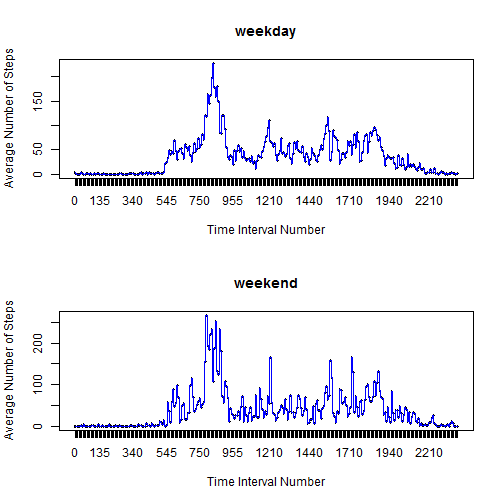 weekday
Average Number of Steps
0 50 150
0 135 340 545 750 955 1210 1440 1710 1940 2210
Time Interval Number
weekend
Average Number of Steps
0 100 200
0 135 340 545 750 955 1210 1440 1710 1940 2210
Time Interval Number